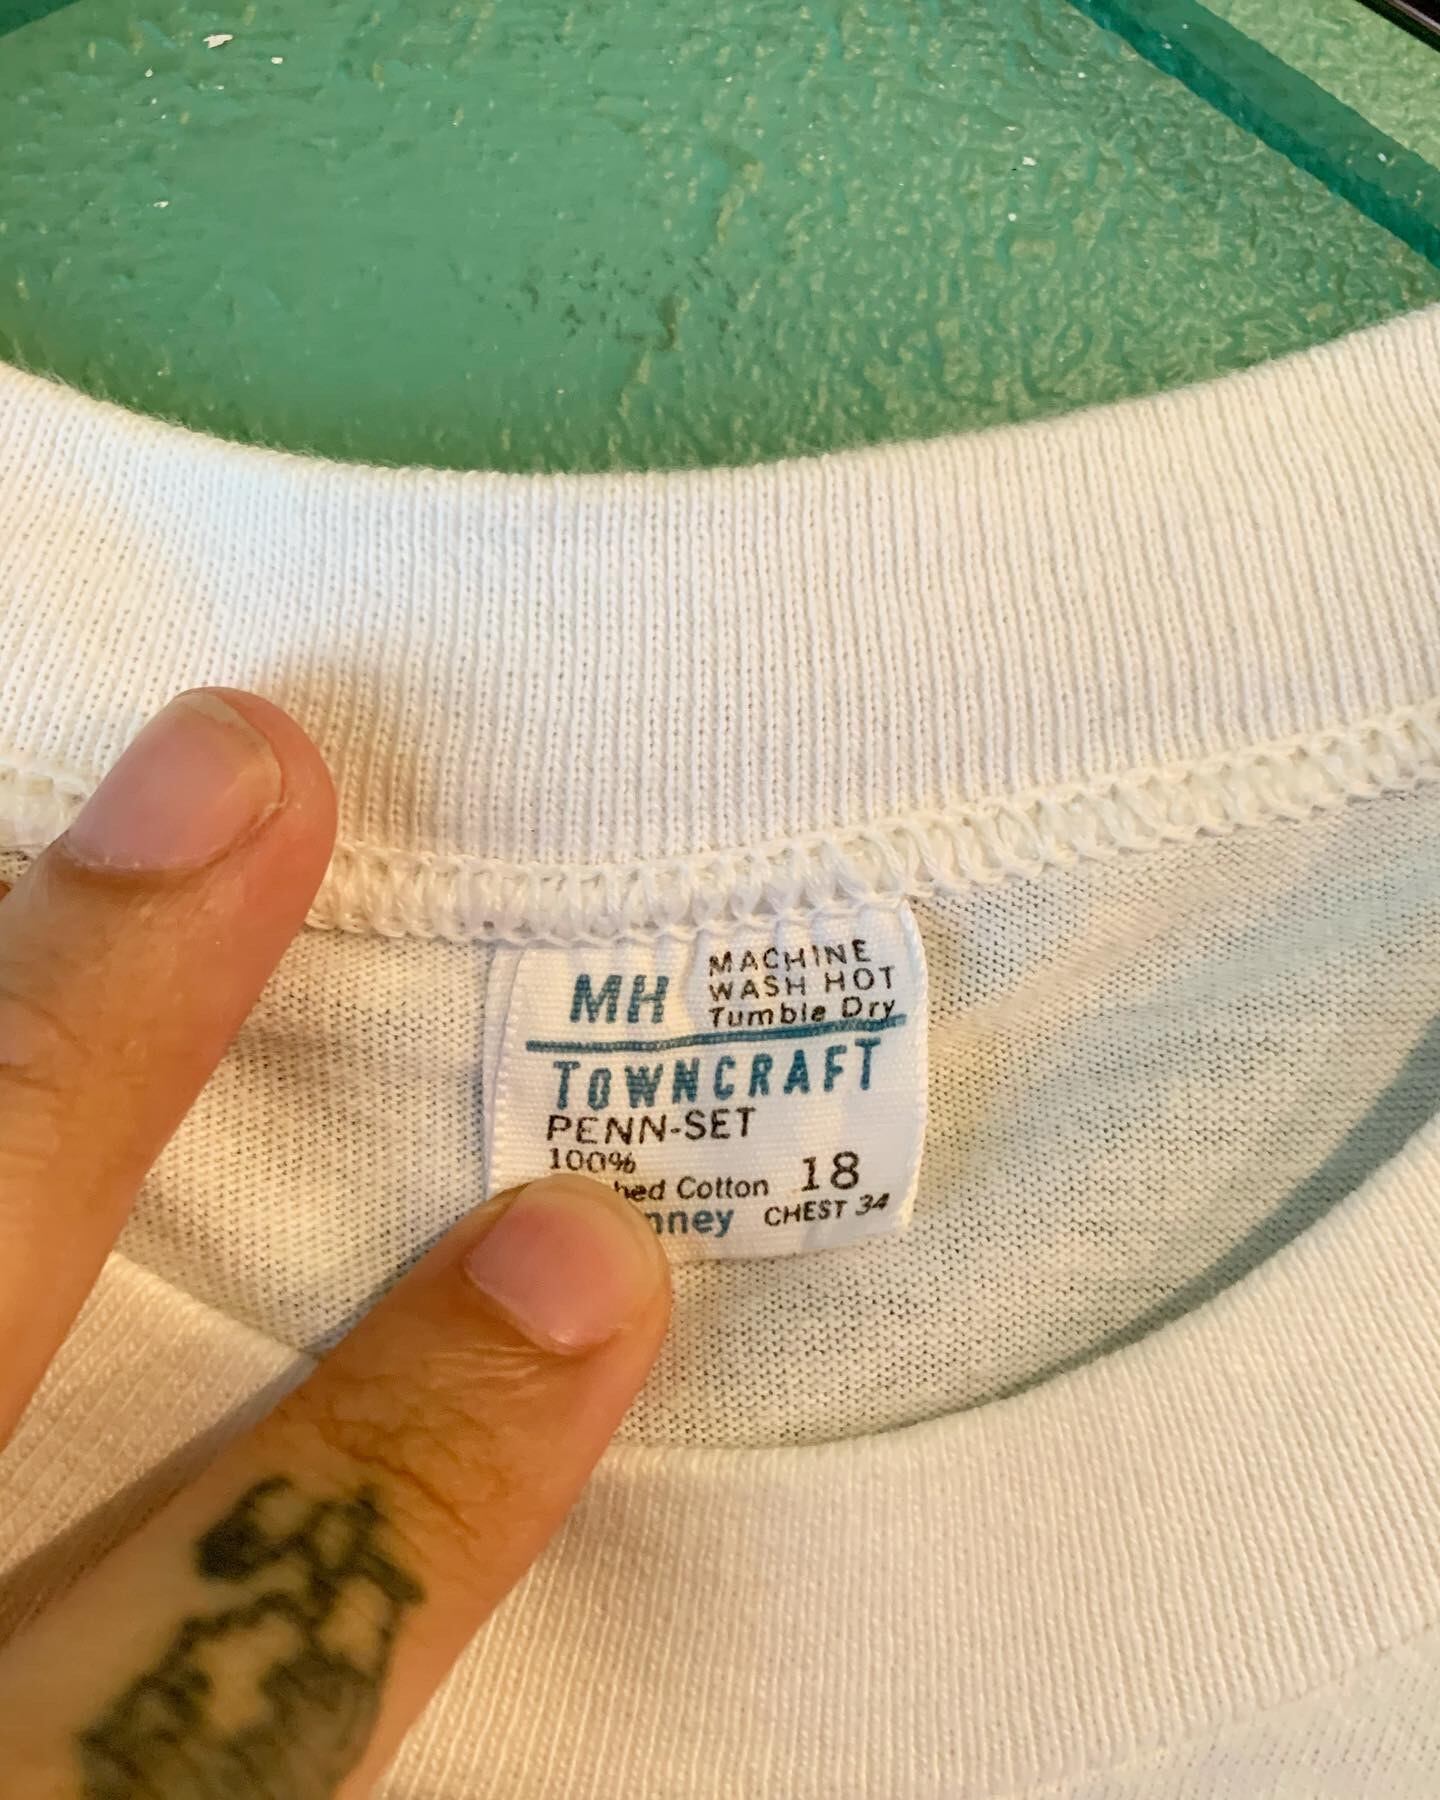 MH
MACHINE
WASH HOT
Tumble Dry
TOWNCRAFT
PENN-SET
100%
Cotton 18
CHEST 34